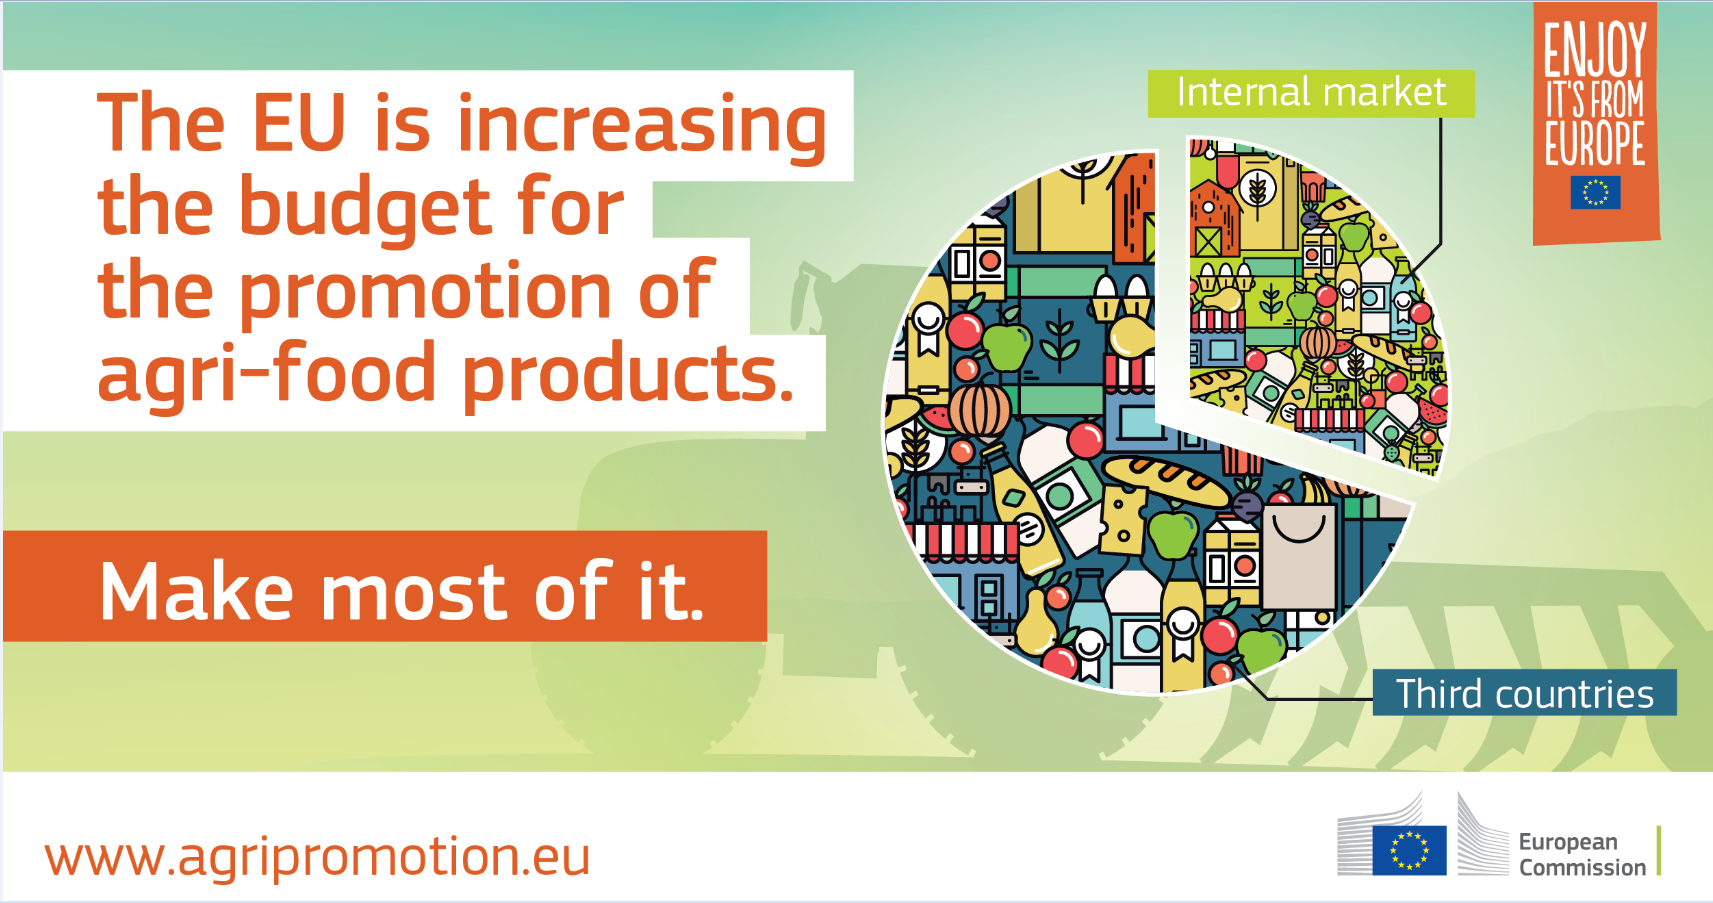 The EU is increasing
the budget for
the promotion of
agri-food products.
Make most of it.
Internal market
Third countries
ENJOY
IT'S FROM
EUROPE
www.agripromotion.eu
European
Commission